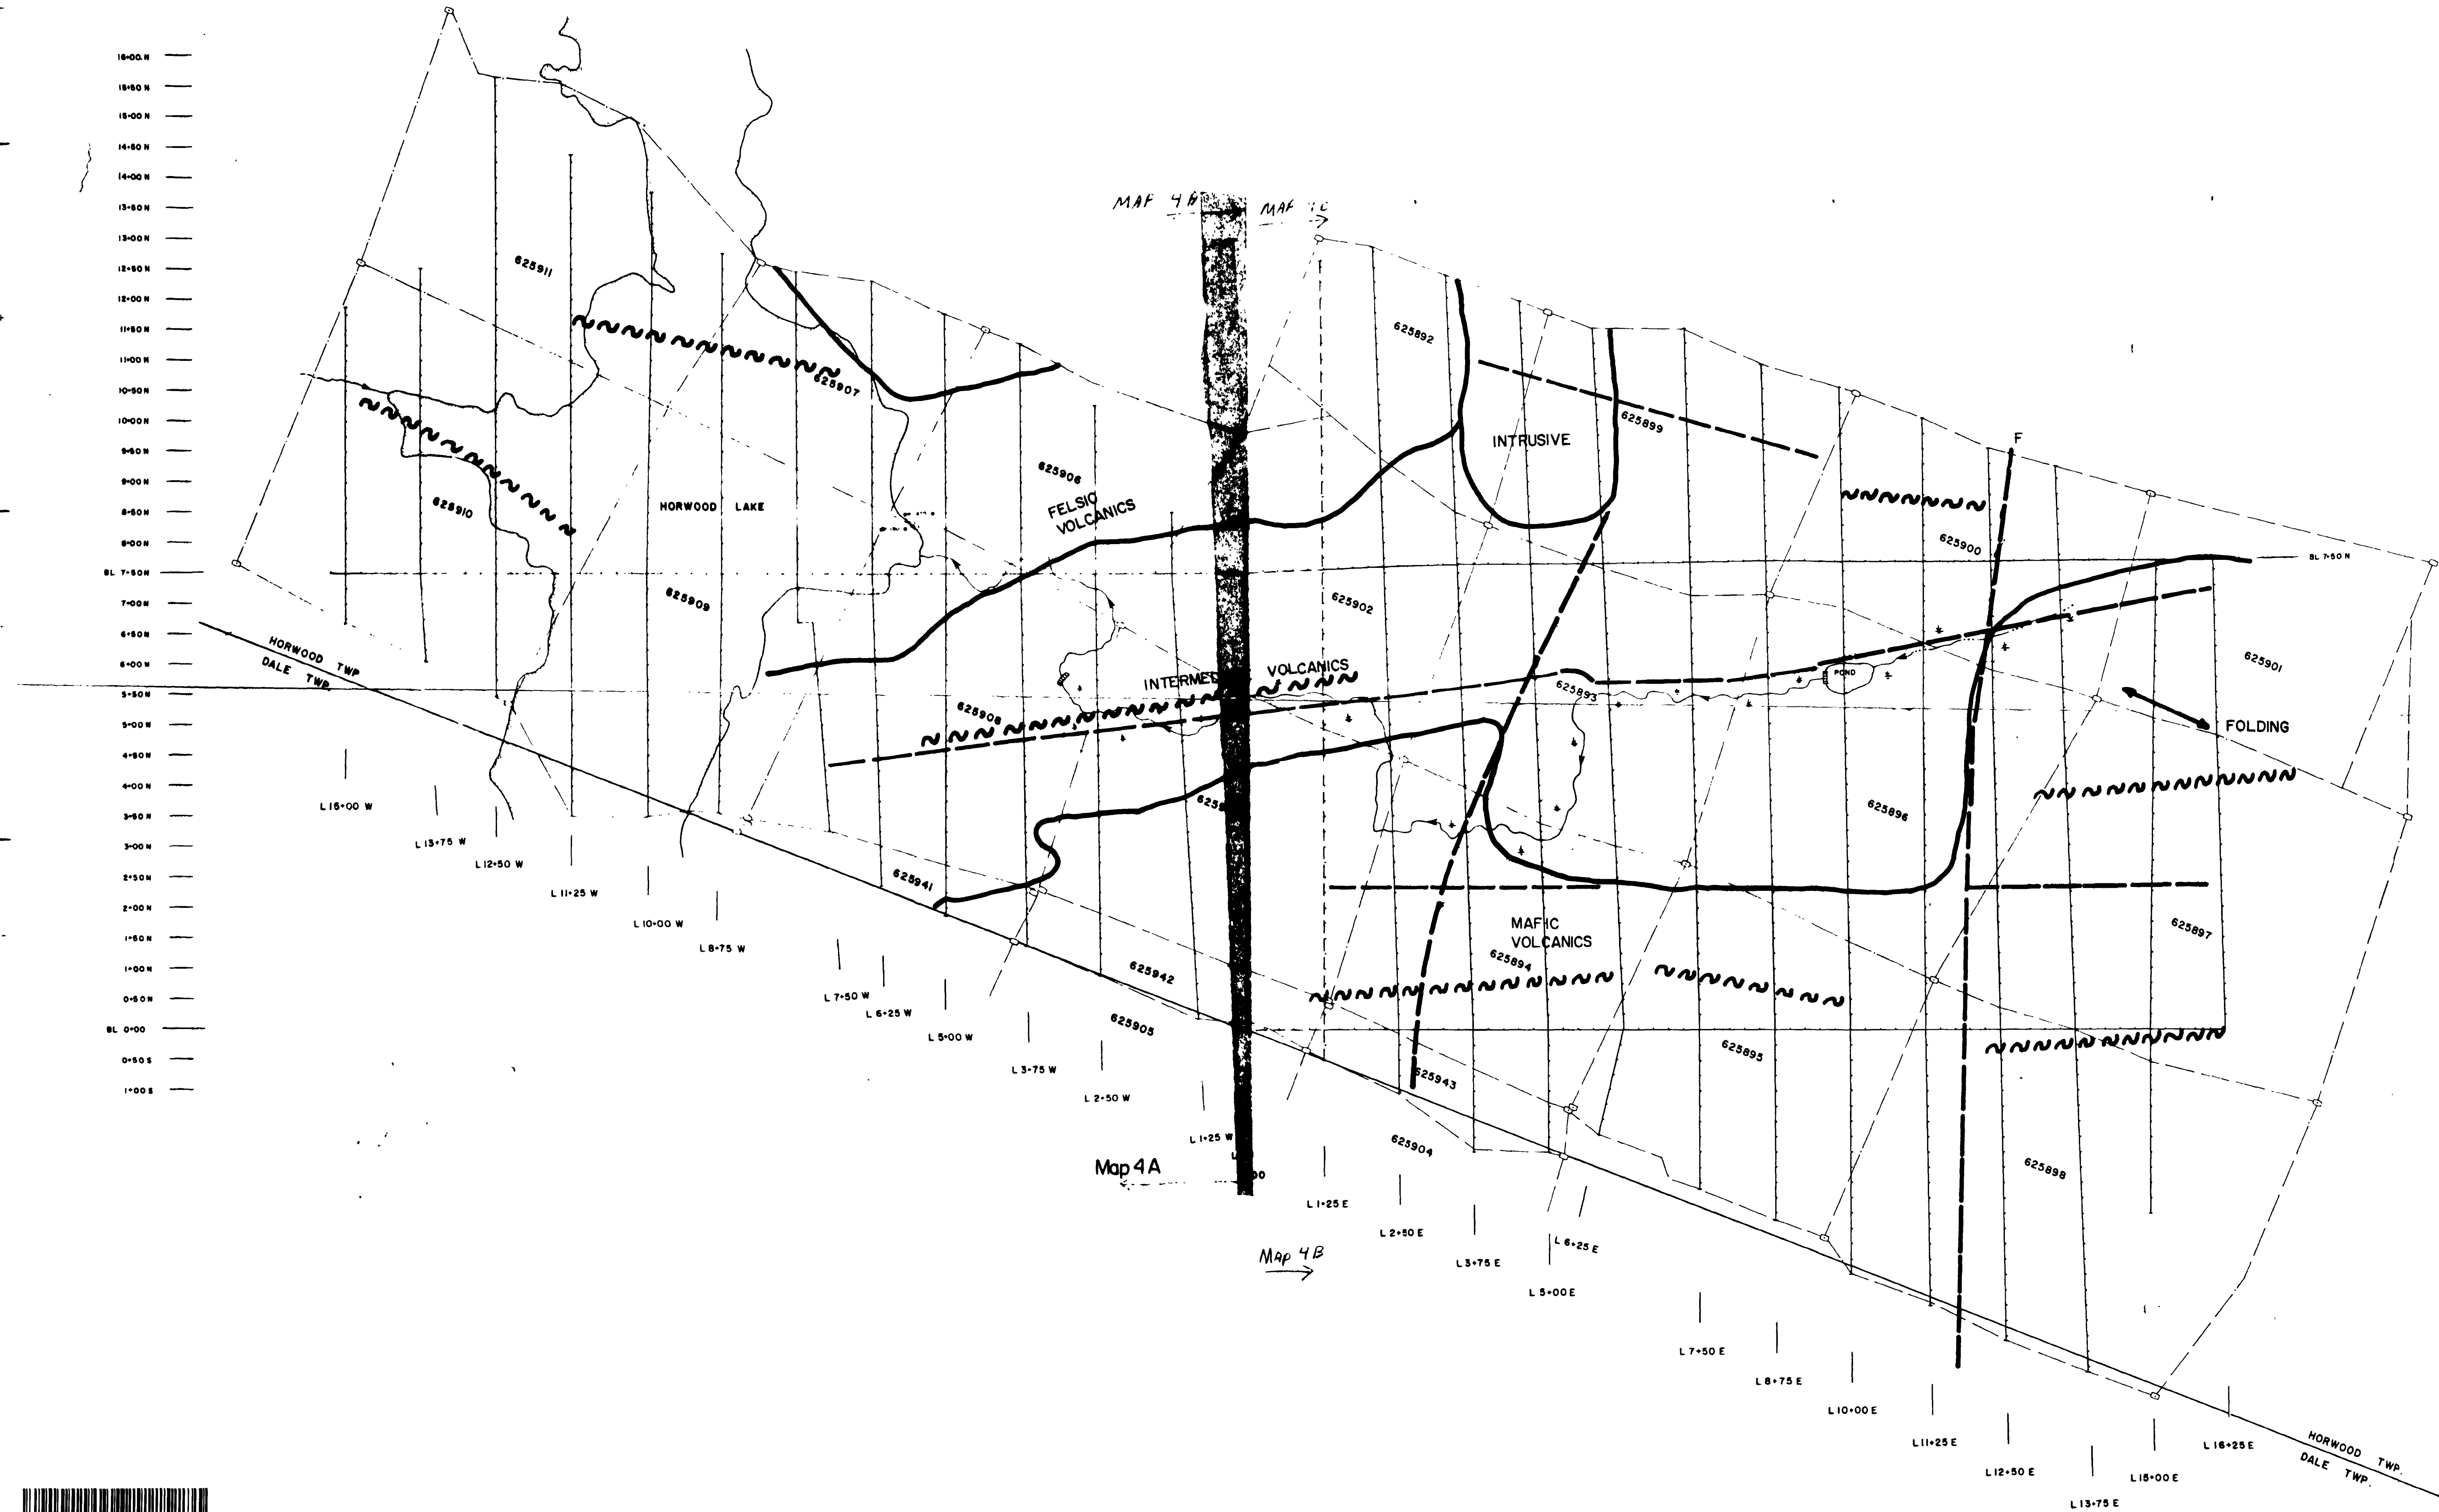 16+00 N
15+50 N
15+00 N
14+50 N
14+00 N
13+50 N
13+00 N
12+50 N
12+00 N
11+50 N
11+00 N
10+50 N
10+00 N
9+50 N
9+00 N
8+50 N
8+00 N
BL 7+50N
7+00 N
6+50 N
6+00 N
5+50 N
5+00 N
4+50 N
4+00 N
3+50 N
3+00 N
2+50 N
2+00 N
1+50 N
1+00 N
0+50 N
BL 0+00
0+50 S
1+00 S
MAP 4A
MAP
625911
625892
625907
625899
INTRUSIVE
F
625906
FELSIC
VOLCANICS
625910
HORWOOD LAKE
625900
BL 7+50 N
625909
625902
HORWOOD TWP
DALE TWP.
625901
INTERMED
VOLCANICS
625893
POND
625908
FOLDING
625896
625941
MAFIC
VOLCANICS
625897
625894
625942
625905
625895
625943
625904
625898
L 15+00 W
L 13+75 W
L 12+50 W
L 11+25 W
L 10+00 W
L 8+75 W
L 7+50 W
L 6+25 W
L 5+00 W
L 3+75 W
L 2+50 W
L 1+25 W
Map 4A
L 1+25 E
L 2+50 E
Map 4B
L 3+75 E
L 6+25 E
L 5+00 E
L 7+50 E
L 8+75 E
L 10+00 E
L 11+25 E
L 12+50 E
L 13+75 E
L 15+00 E
L 16+25 E
HORWOOD TWP.
DALE TWP.